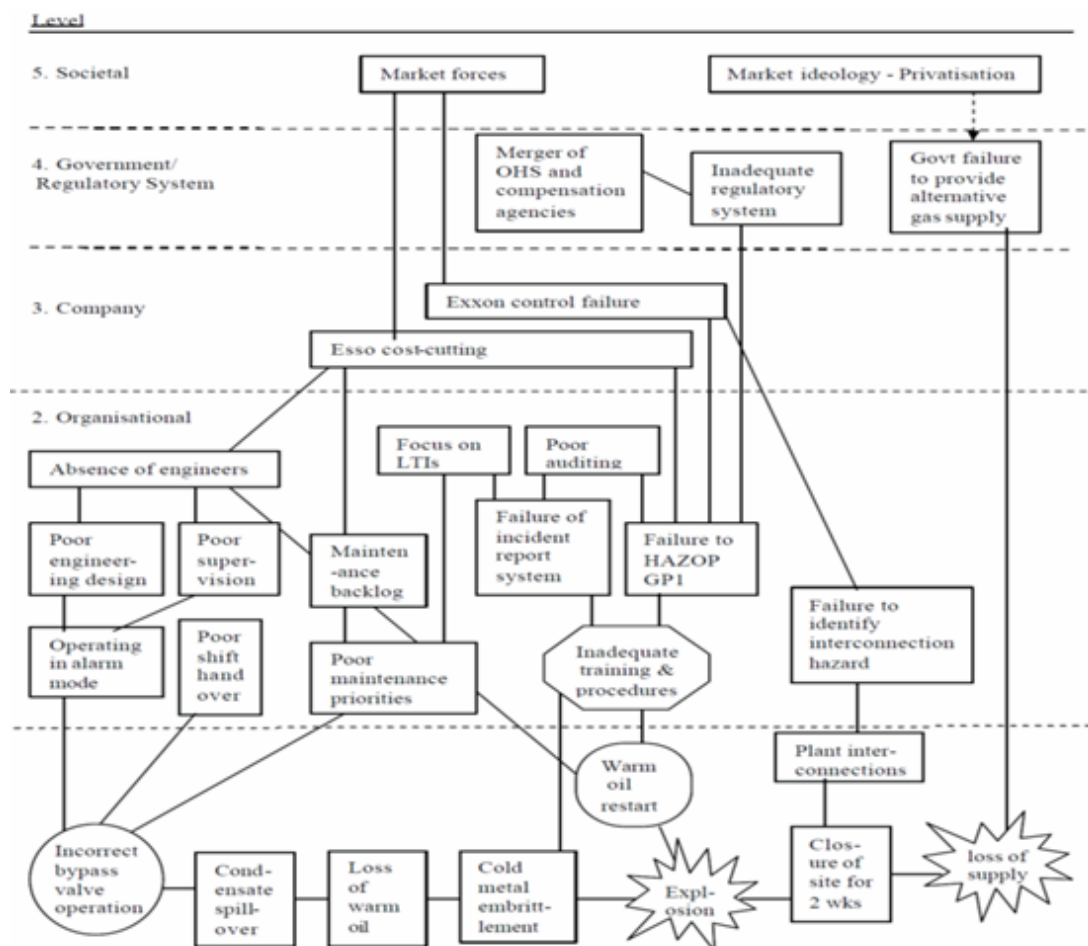 Level
5. Societal
Market forces
Market ideology - Privatisation
4. Government/
Regulatory System
Merger of
OHS and
compensation
agencies
Inadequate
regulatory
system
Govt failure
to provide
alternative
gas supply
3. Company
Exxon control failure
Esso cost-cutting
2. Organisational
Absence of engineers
Focus on
LTIs
Poor
auditing
Poor
engineer-
ing design
Poor
super-
vision
Mainten
-ance
backlog
Failure of
incident
report
system
Failure to
HAZOP
GP1
Failure to
identify
interconnection
hazard
Operating
in alarm
mode
Poor
shift
hand
over
Poor
maintenance
priorities
Inadequate
training &
procedures
Warm
oil
restart
Plant inter-
connections
Incorrect
bypass
valve
operation
Cond-
ensate
spill-
over
Loss
of
warm
oil
Cold
metal
embritt-
lement
Expl-
osion
Clos-
ure of
site for
2 wks
loss of
supply